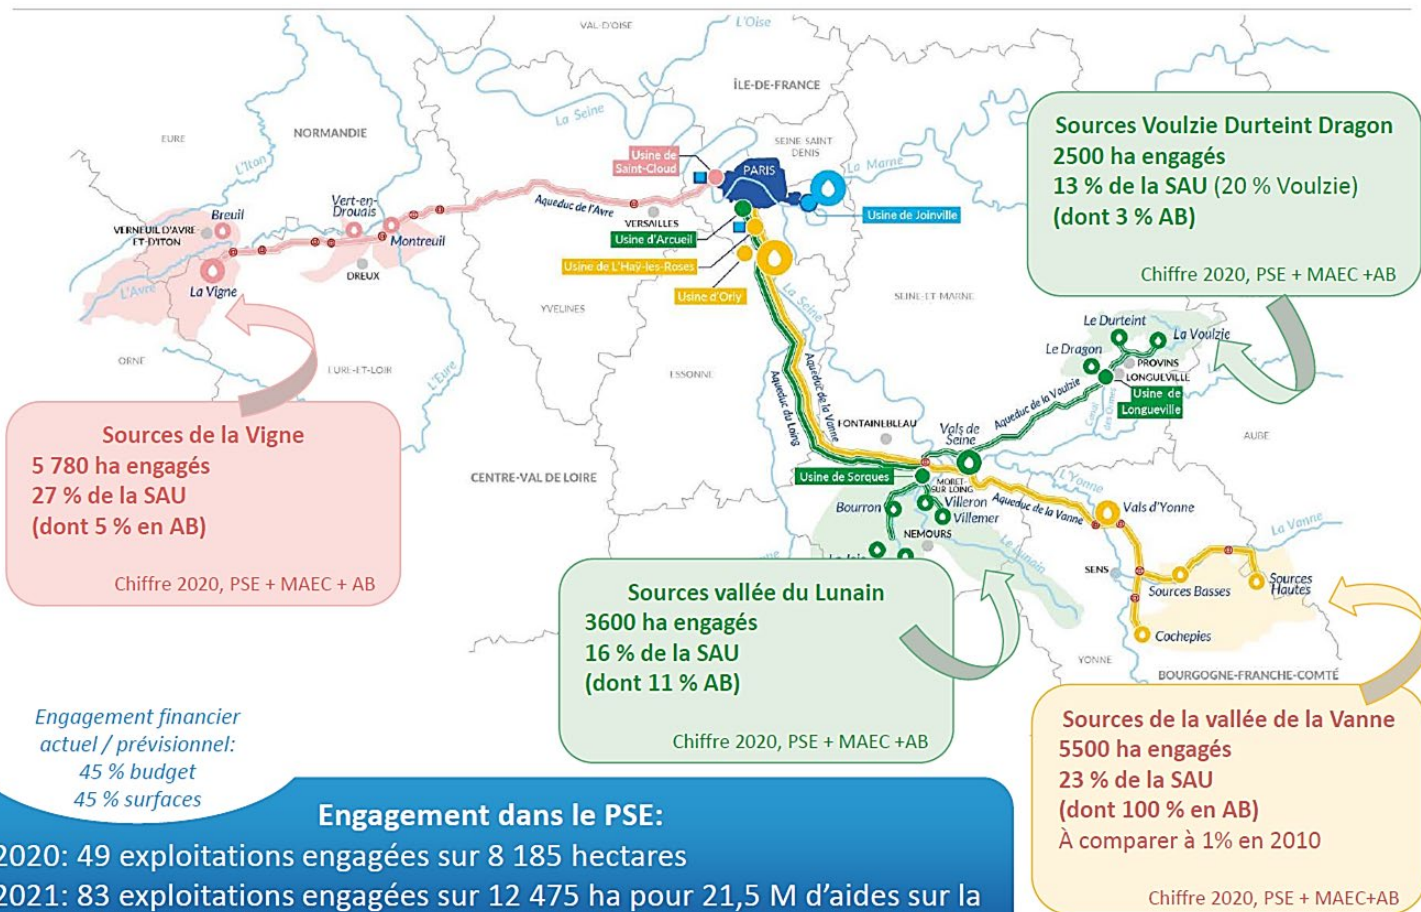 VAL-D'OISE
L'Oise
ÎLE-DE-FRANCE
La Seine
EURE
NORMANDIE
L'Iton
SEINE-SAINT
DENIS
La Marne
Usine de
Saint-Cloud
PARIS
Usine de Joinville
Aqueduc de l'Avre
VERSAILLES
Usine d'Arcueil
Usine de L'Haÿ-les-Roses
Usine d'Orly
La Seine
Breuil
Vert-en-
Drouais
VERNEUIL D'AVRE
ET-D'ITON
Montreuil
DREUX
L'Avre
La Vigne
YVELINES
SEINE-ET-MARNE
ORNE
EURE-ET-LOIR
L'Eure
ESSONNE
Sources Voulzie Durteint Dragon
2500 ha engagés
13 % de la SAU (20 % Voulzie)
(dont 3 % AB)
Chiffre 2020, PSE + MAEC +AB
Le Durteint
La Voulzie
Le Dragon
PROVINS
LONGUEVILLE
Usine de
Longueville
Aqueduc de la Voulzie
Canal
des Ormes
AUBE
Aqueduc de la Vanne
Aqueduc du Loing
FONTAINEBLEAU
Vals de
Seine
Sources de la Vigne
5 780 ha engagés
27 % de la SAU
(dont 5 % en AB)
Chiffre 2020, PSE + MAEC + AB
CENTRE-VAL DE LOIRE
Usine de Sorques
MORET-
SUR LOING
L'Yonne
Aqueduc de la Vanne
Vals d'Yonne
Bourron
Villeron
Villemer
NEMOURS
Le Lunain
La Vanne
SENS
Sources Basses
Sources
Hautes
Cochepies
YONNE
BOURGOGNE-FRANCHE-COMTÉ
Sources vallée du Lunain
3600 ha engagés
16 % de la SAU
(dont 11 % AB)
Chiffre 2020, PSE + MAEC +AB
Sources de la vallée de la Vanne
5500 ha engagés
23 % de la SAU
(dont 100 % en AB)
À comparer à 1% en 2010
Chiffre 2020, PSE + MAEC+AB
Engagement financier
actuel / prévisionnel:
45 % budget
45 % surfaces
Engagement dans le PSE:
2020: 49 exploitations engagées sur 8 185 hectares
2021: 83 exploitations engagées sur 12 475 ha pour 21,5 M d'aides sur la